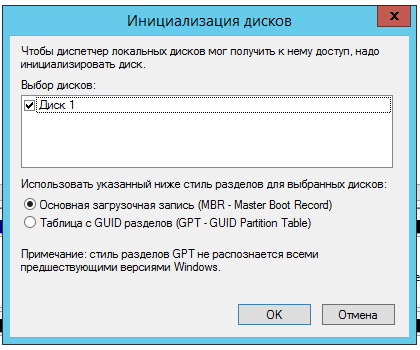 Инициализация дисков
x
Чтобы диспетчер локальных дисков мог получить к нему доступ, надо
инициализировать диск.
Выбор дисков:
Диск 1
Использовать указанный ниже стиль разделов для выбранных дисков:
Основная загрузочная запись (MBR - Master Boot Record)
Таблица с GUID разделов (GPT - GUID Partition Table)
Примечание: стиль разделов GPT не распознается всеми
предшествующими версиями Windows.
OK
Отмена